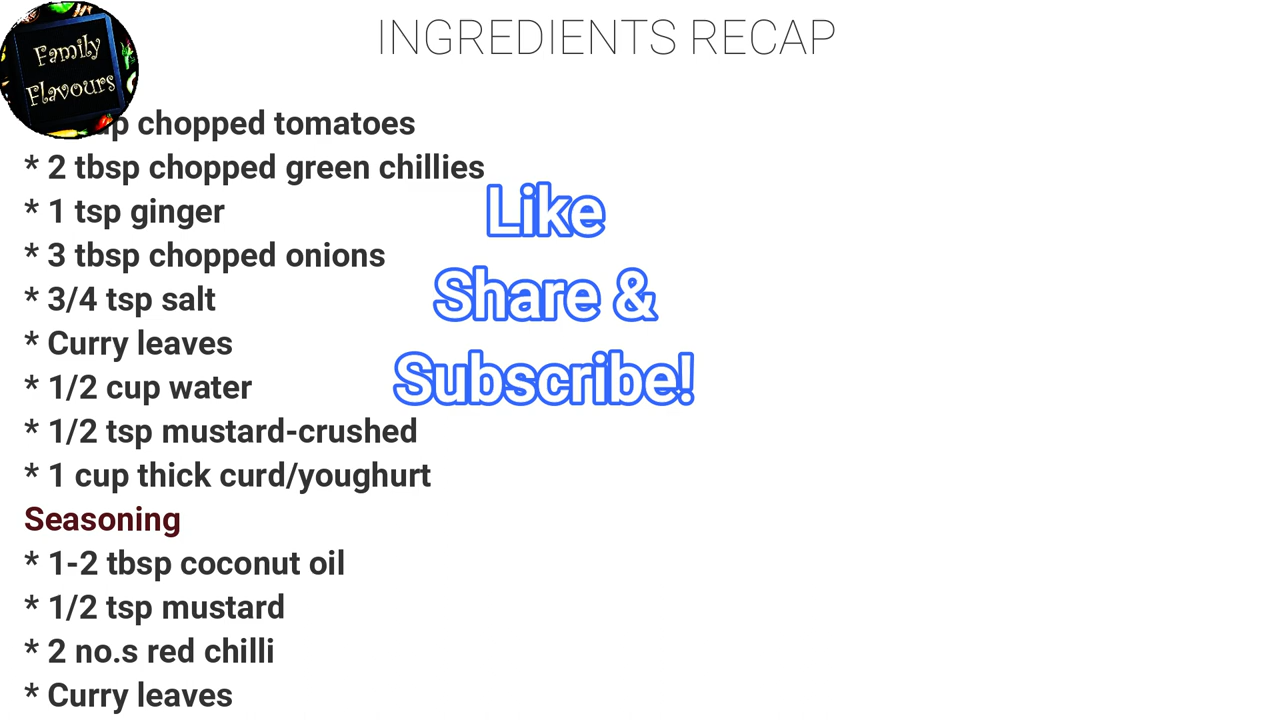 INGREDIENTS RECAP
Family
Flavours
chopped tomatoes
* 2 tbsp chopped green chillies
* 1 tsp ginger
* 3 tbsp chopped onions
* 3/4 tsp salt
* Curry leaves
* 1/2 cup water
* 1/2 tsp mustard-crushed
* 1 cup thick curd/youghurt
Seasoning
* 1-2 tbsp coconut oil
* 1/2 tsp mustard
* 2 no.s red chilli
* Curry leaves
Like
Share &
Subscribe!